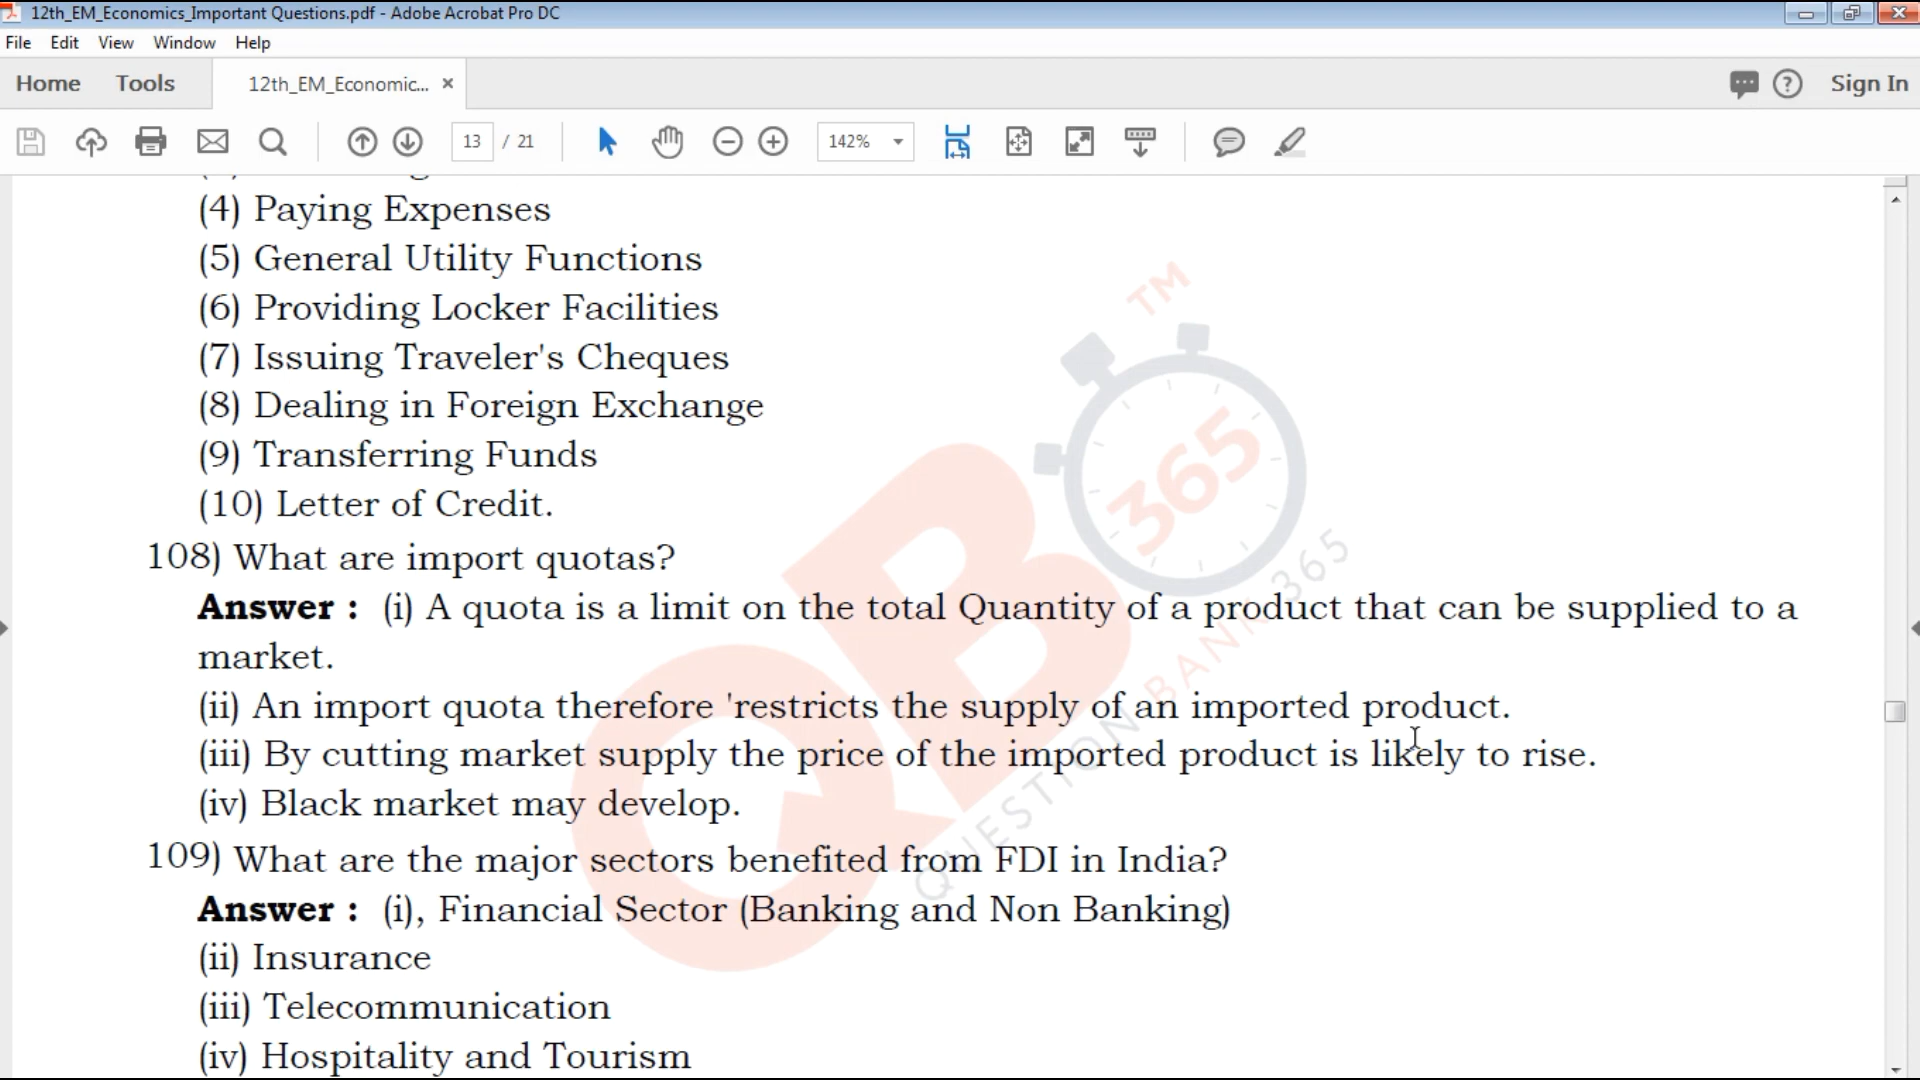 12th_EM_Economics_Important Questions.pdf - Adobe Acrobat Pro DC
File Edit View Window Help
Home Tools 12th_EM_Economic... × Sign In
13 / 21 142%
(4) Paying Expenses
(5) General Utility Functions
(6) Providing Locker Facilities
(7) Issuing Traveler's Cheques
(8) Dealing in Foreign Exchange
(9) Transferring Funds
(10) Letter of Credit.
108) What are import quotas?
Answer : (i) A quota is a limit on the total Quantity of a product that can be supplied to a
market.
(ii) An import quota therefore 'restricts the supply of an imported product.
(iii) By cutting market supply the price of the imported product is likely to rise.
(iv) Black market may develop.
109) What are the major sectors benefited from FDI in India?
Answer : (i), Financial Sector (Banking and Non Banking)
(ii) Insurance
(iii) Telecommunication
(iv) Hospitality and Tourism
TM
365
QB
QUESTION BANK 365